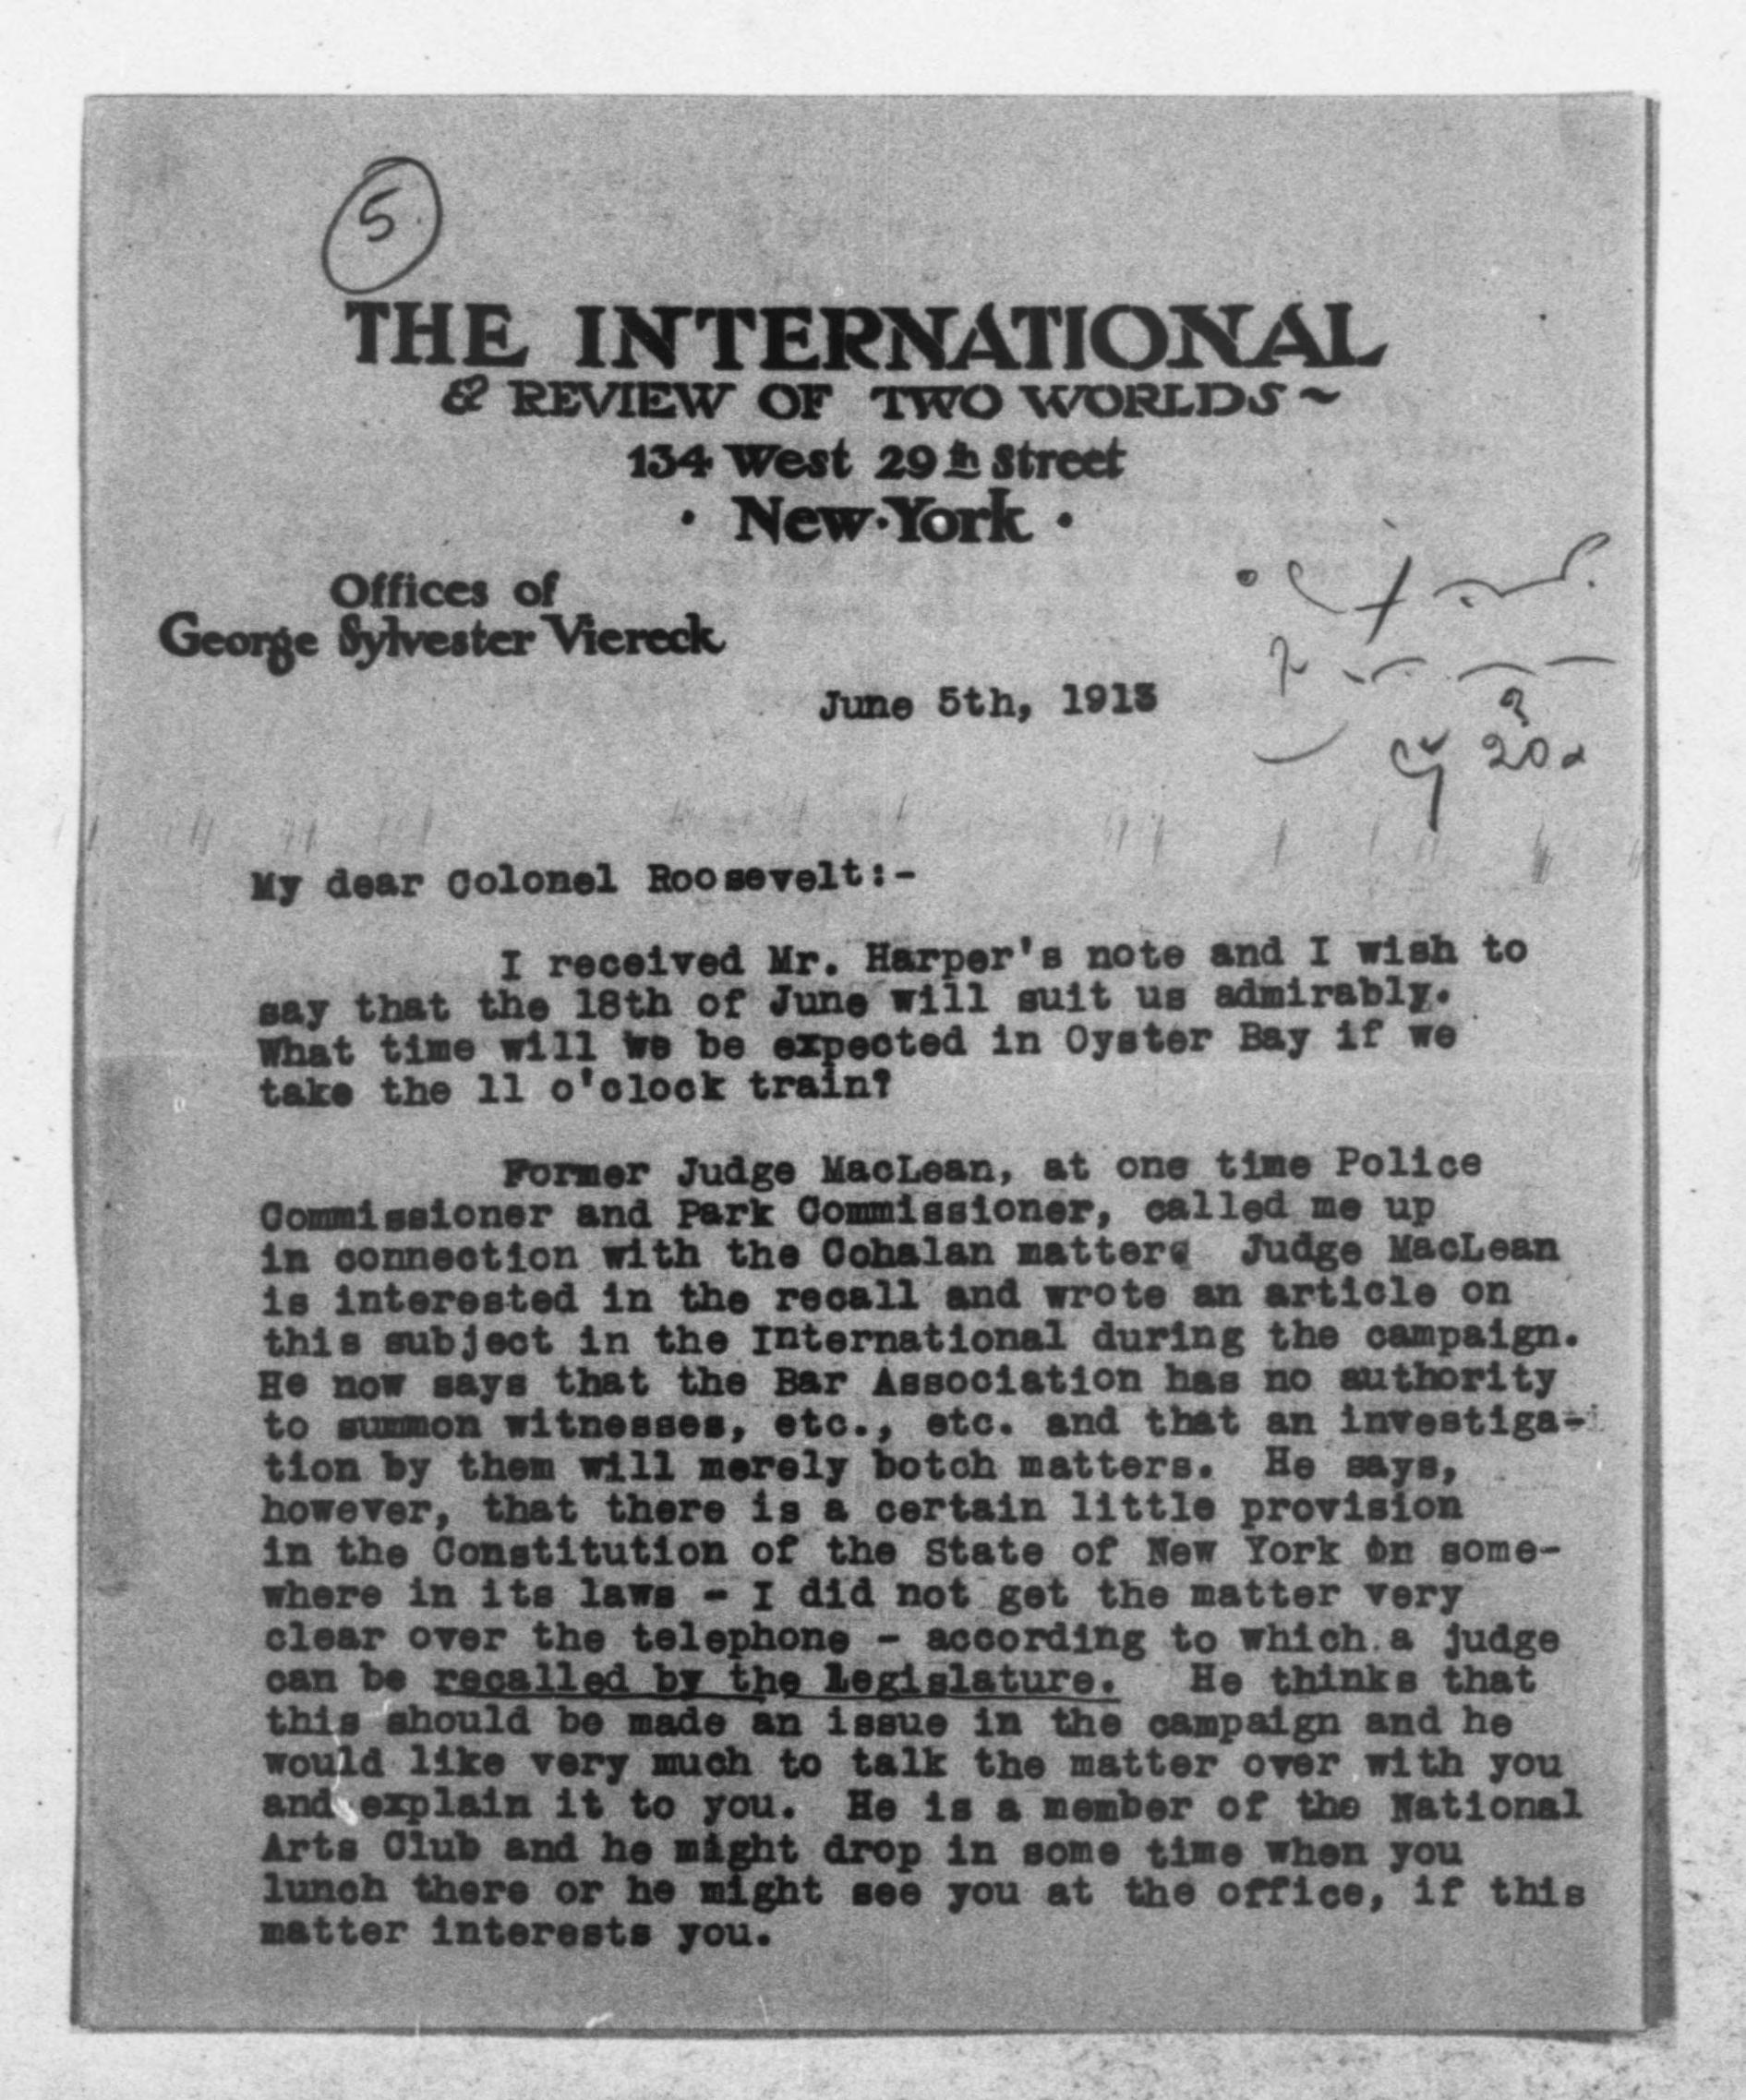 5
THE INTERNATIONAL
& REVIEW OF TWO WORLDS ~
134 West 29th Street
· New·York ·
Offices of
George Sylvester Viereck
June 5th, 1913
20
My dear Colonel Roosevelt:-
I received Mr. Harper's note and I wish to
say that the 18th of June will suit us admirably.
What time will we be expected in Oyster Bay if we
take the 11 o'clock train?
Former Judge MacLean, at one time Police
Commissioner and Park Commissioner, called me up
in connection with the Cohalan matter. Judge MacLean
is interested in the recall and wrote an article on
this subject in the International during the campaign.
He now says that the Bar Association has no authority
to summon witnesses, etc., etc. and that an investiga-
tion by them will merely botch matters. He says,
however, that there is a certain little provision
in the Constitution of the State of New York on some-
where in its laws - I did not get the matter very
clear over the telephone - according to which a judge
can be recalled by the legislature. He thinks that
this should be made an issue in the campaign and he
would like very much to talk the matter over with you
and explain it to you. He is a member of the National
Arts Club and he might drop in some time when you
lunch there or he might see you at the office, if this
matter interests you.